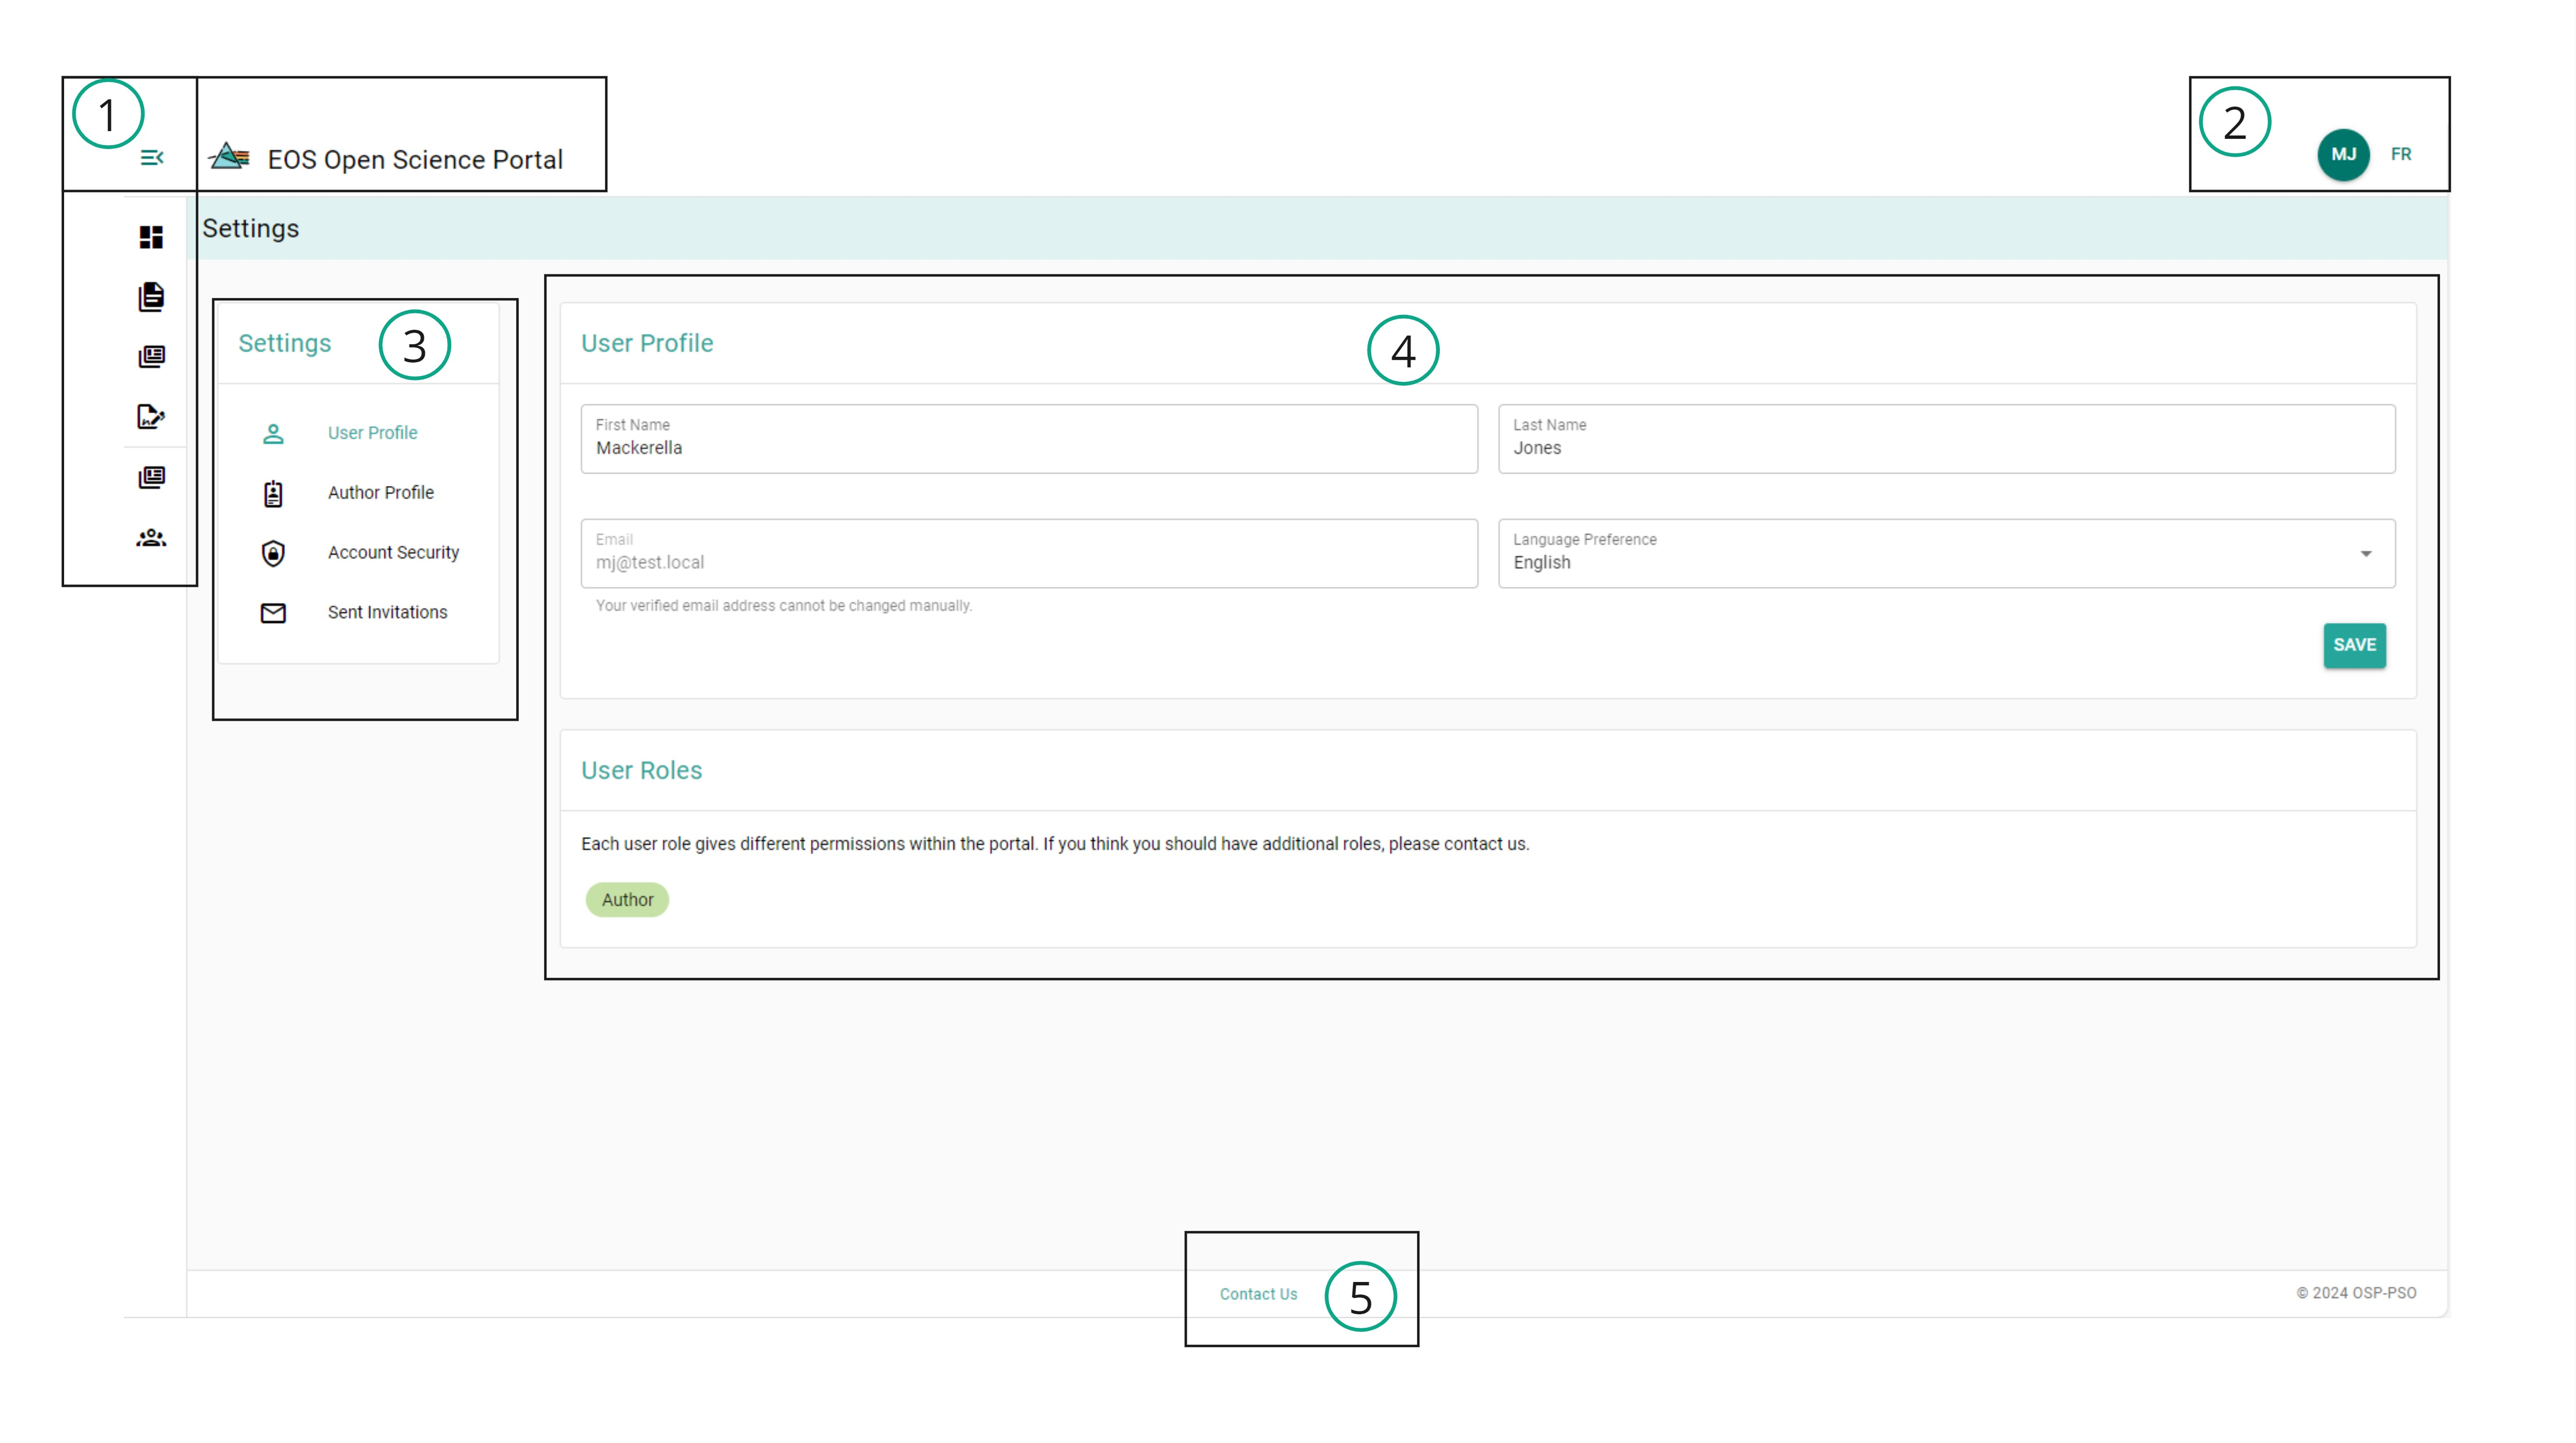 1
EOS Open Science Portal
2
MJ
FR
Settings
Settings
3
User Profile
Author Profile
Account Security
Sent Invitations
User Profile
4
First Name
Mackerella
Last Name
Jones
Email
mj@test.local
Language Preference
English
Your verified email address cannot be changed manually.
SAVE
User Roles
Each user role gives different permissions within the portal. If you think you should have additional roles, please contact us.
Author
Contact Us
5
© 2024 OSP-PSO